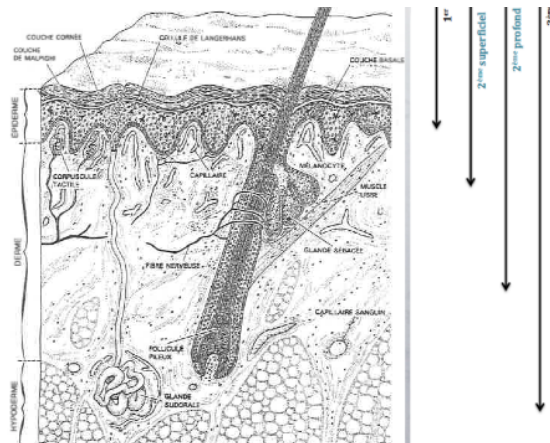 COUCHE CORNÉE
CELLULE DE LANGERHANS
COUCHE
DE MALPIGHI
COUCHE BASALE
ÉPIDERME
CORPUSCULE
TACTILE
CAPILLAIRE
MÉLANOCYTE
MUSCLE
LISSE
DERME
GLANDE SÉBACÉE
FIBRE NERVEUSE
CAPILLAIRE SANGUIN
FOLLICULE
PILEUX
GLANDE
SUDORALE
HYPODERME
1er
2ème superficiel
2ème profond